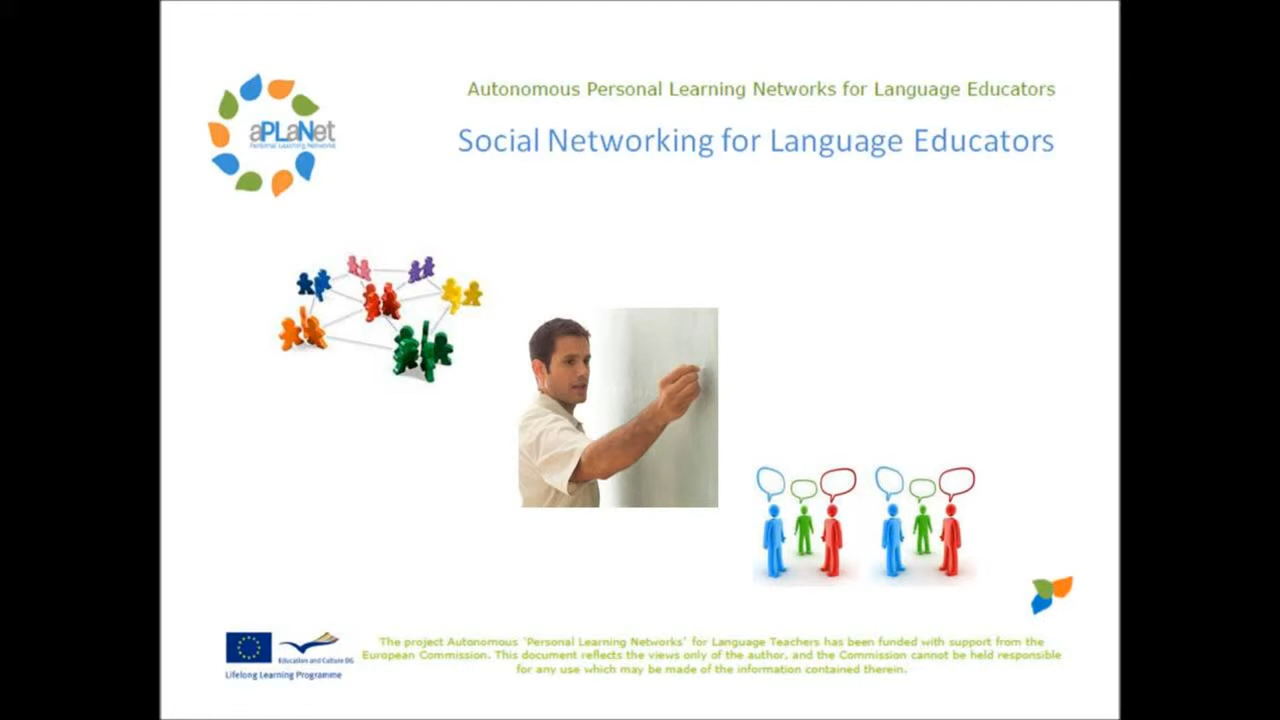 Autonomous Personal Learning Networks for Language Educators
aPLaNet
Personal Learning Networks
Social Networking for Language Educators
The project Autonomous 'Personal Learning Networks' for Language Teachers has been funded with support from the
European Commission. This document reflects the views only of the author, and the Commission cannot be held responsible
for any use which may be made of the information contained therein.
Education and Culture DG
Lifelong Learning Programme